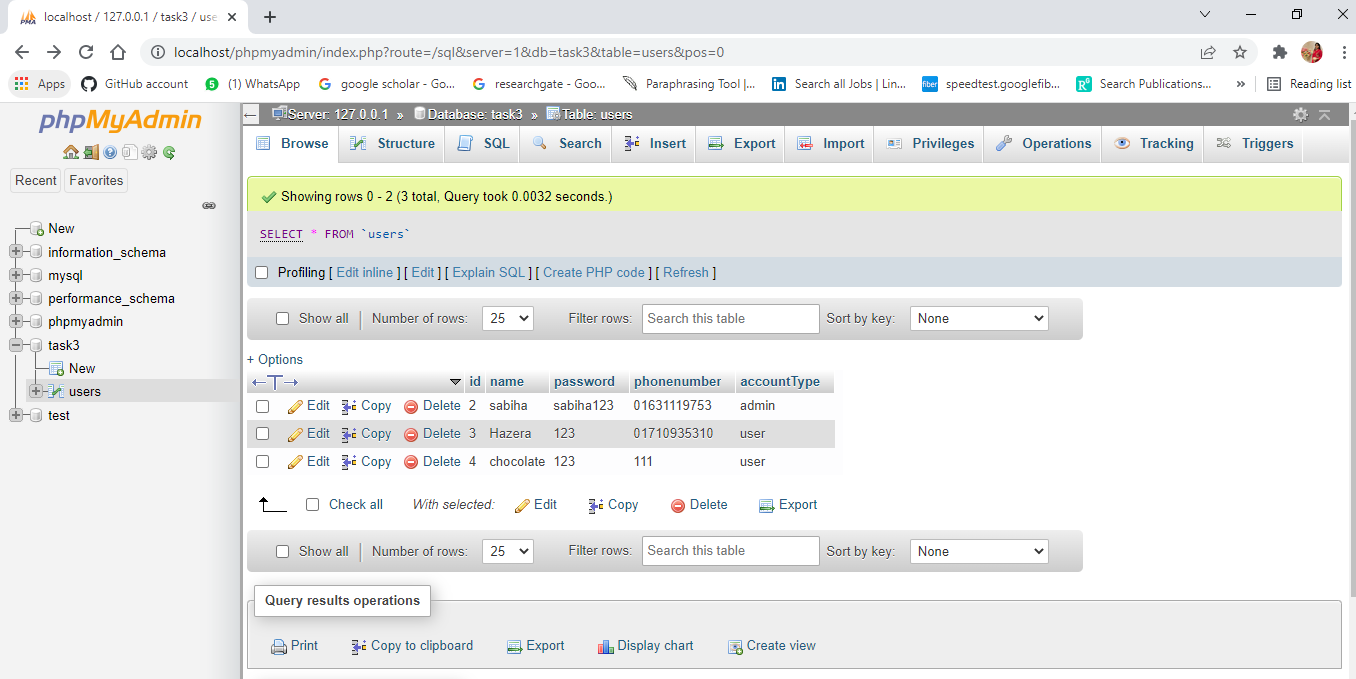 localhost / 127.0.0.1 / task3 / use
localhost/phpmyadmin/index.php?route=/sql&server=1&db=task3&table=users&pos=0
Apps GitHub account (1) WhatsApp google scholar - Go... researchgate - Goo... Paraphrasing Tool |... Search all Jobs | Lin... fiber speedtest.googlefib... Search Publications... » Reading list
phpMyAdmin
Recent Favorites
New
information_schema
mysql
performance_schema
phpmyadmin
task3
New
users
test
Server: 127.0.0.1 » Database: task3 » Table: users
Browse Structure SQL Search Insert Export Import Privileges Operations Tracking Triggers
Showing rows 0 - 2 (3 total, Query took 0.0032 seconds.)
SELECT * FROM `users`
Profiling [ Edit inline ] [ Edit ] [ Explain SQL ] [ Create PHP code ] [ Refresh ]
Show all | Number of rows: 25 Filter rows: Search this table Sort by key: None
+ Options
←T→ id name password phonenumber accountType
Edit Copy Delete 2 sabiha sabiha123 01631119753 admin
Edit Copy Delete 3 Hazera 123 01710935310 user
Edit Copy Delete 4 chocolate 123 111 user
Check all With selected: Edit Copy Delete Export
Show all | Number of rows: 25 Filter rows: Search this table Sort by key: None
Query results operations
Print Copy to clipboard Export Display chart Create view